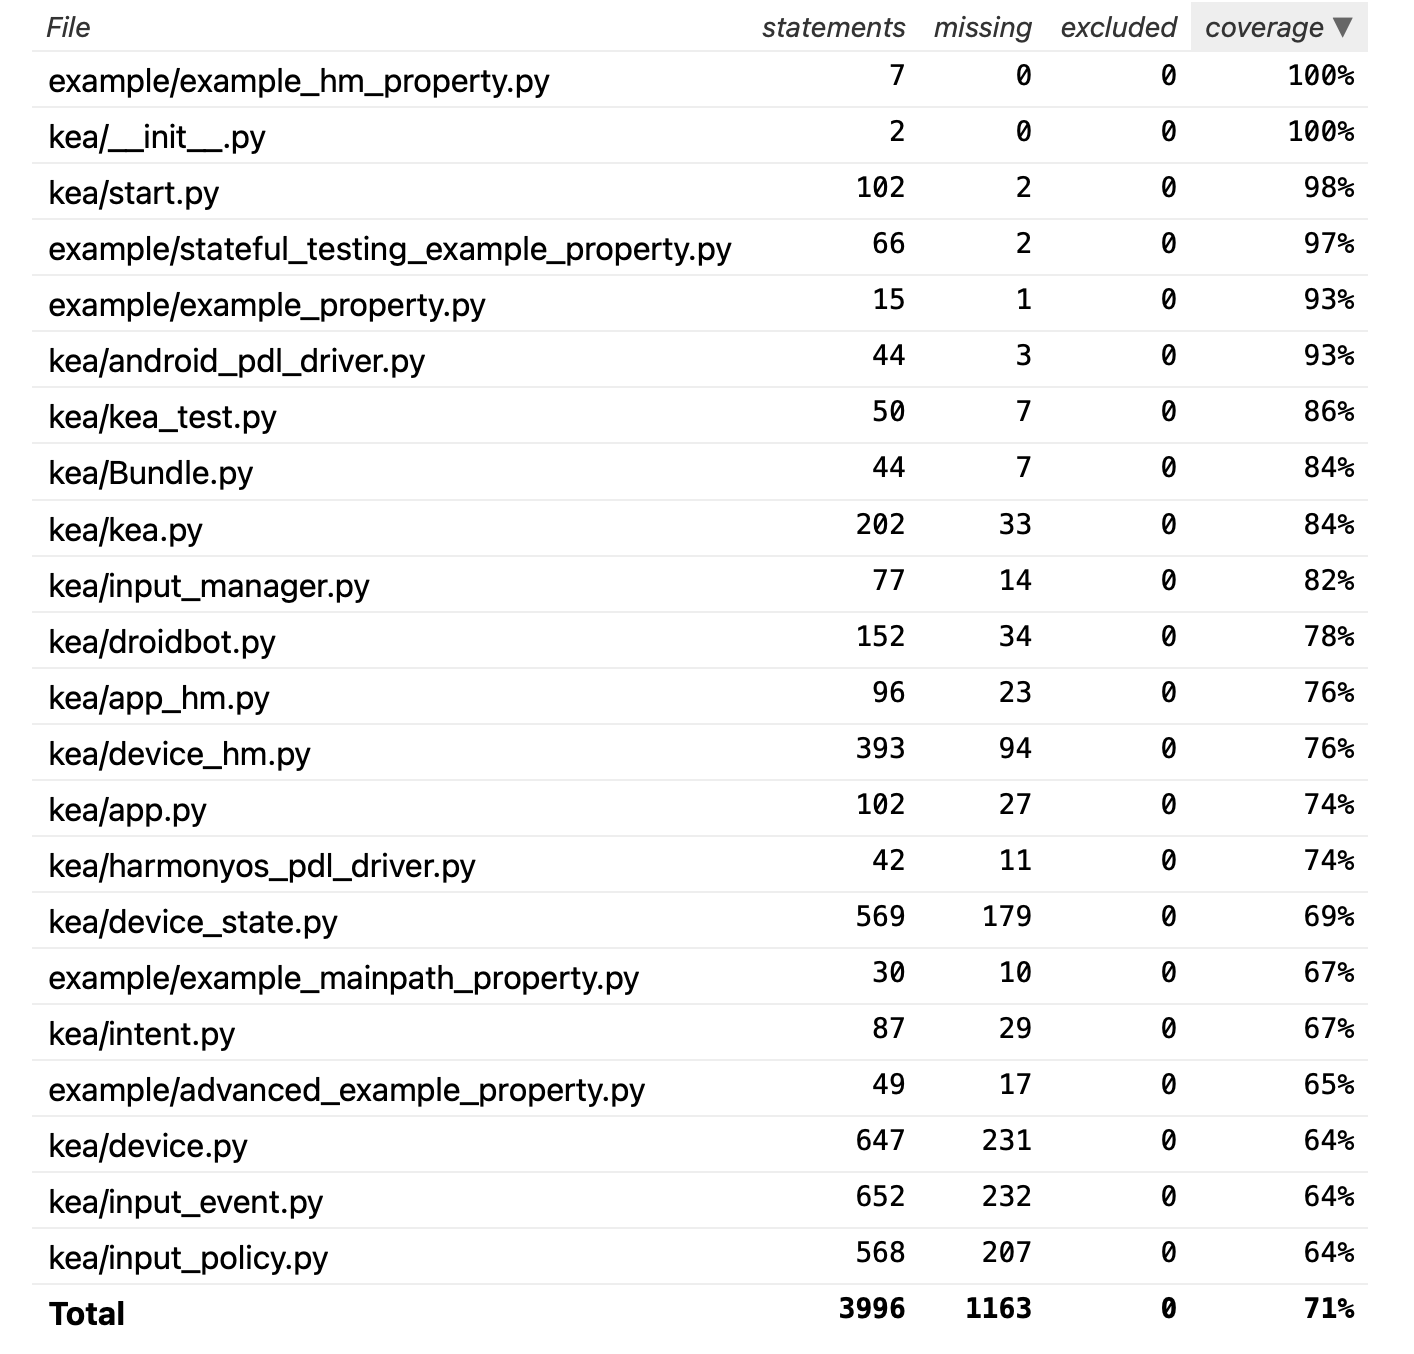 File statements missing excluded coverage ▼
example/example_hm_property.py 7 0 0 100%
kea/__init__.py 2 0 0 100%
kea/start.py 102 2 0 98%
example/stateful_testing_example_property.py 66 2 0 97%
example/example_property.py 15 1 0 93%
kea/android_pdl_driver.py 44 3 0 93%
kea/kea_test.py 50 7 0 86%
kea/Bundle.py 44 7 0 84%
kea/kea.py 202 33 0 84%
kea/input_manager.py 77 14 0 82%
kea/droidbot.py 152 34 0 78%
kea/app_hm.py 96 23 0 76%
kea/device_hm.py 393 94 0 76%
kea/app.py 102 27 0 74%
kea/harmonyos_pdl_driver.py 42 11 0 74%
kea/device_state.py 569 179 0 69%
example/example_mainpath_property.py 30 10 0 67%
kea/intent.py 87 29 0 67%
example/advanced_example_property.py 49 17 0 65%
kea/device.py 647 231 0 64%
kea/input_event.py 652 232 0 64%
kea/input_policy.py 568 207 0 64%
Total 3996 1163 0 71%